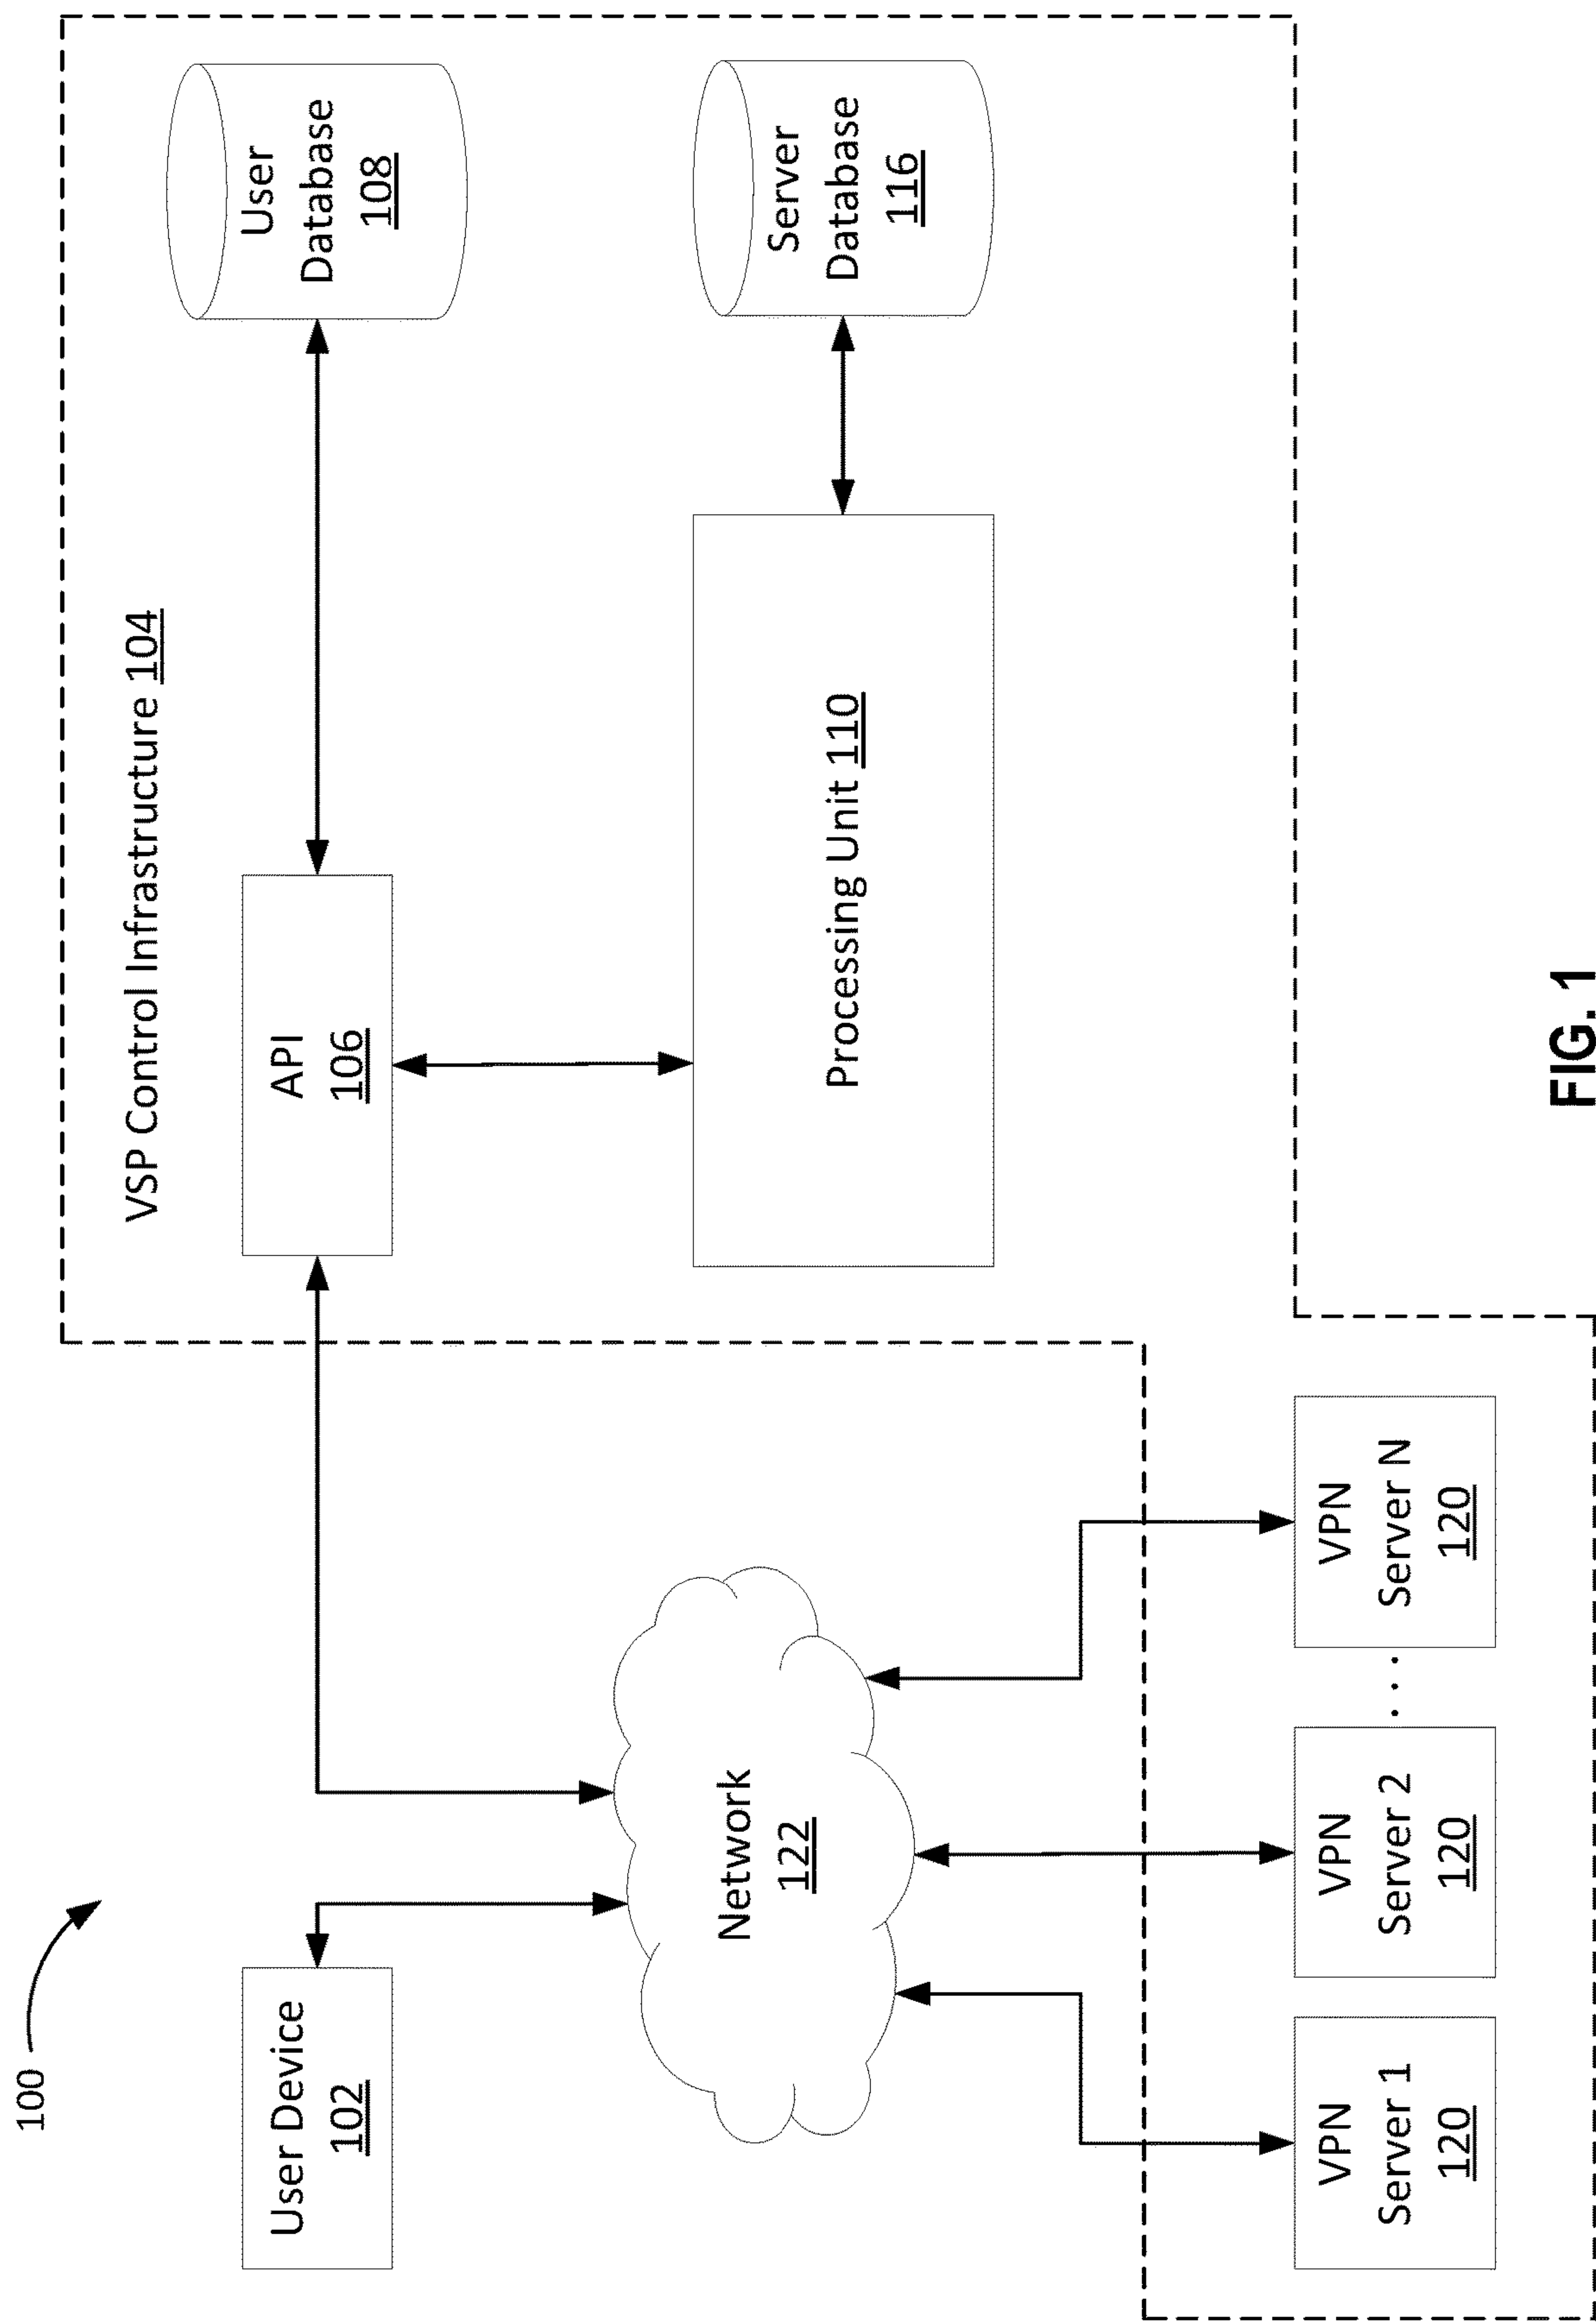 100
VSP Control Infrastructure 104
User Device
102
API
106
User
Database
108
Network
122
Processing Unit 110
Server
Database
116
VPN
Server 1
120
VPN
Server 2
120
. . .
VPN
Server N
120
FIG. 1